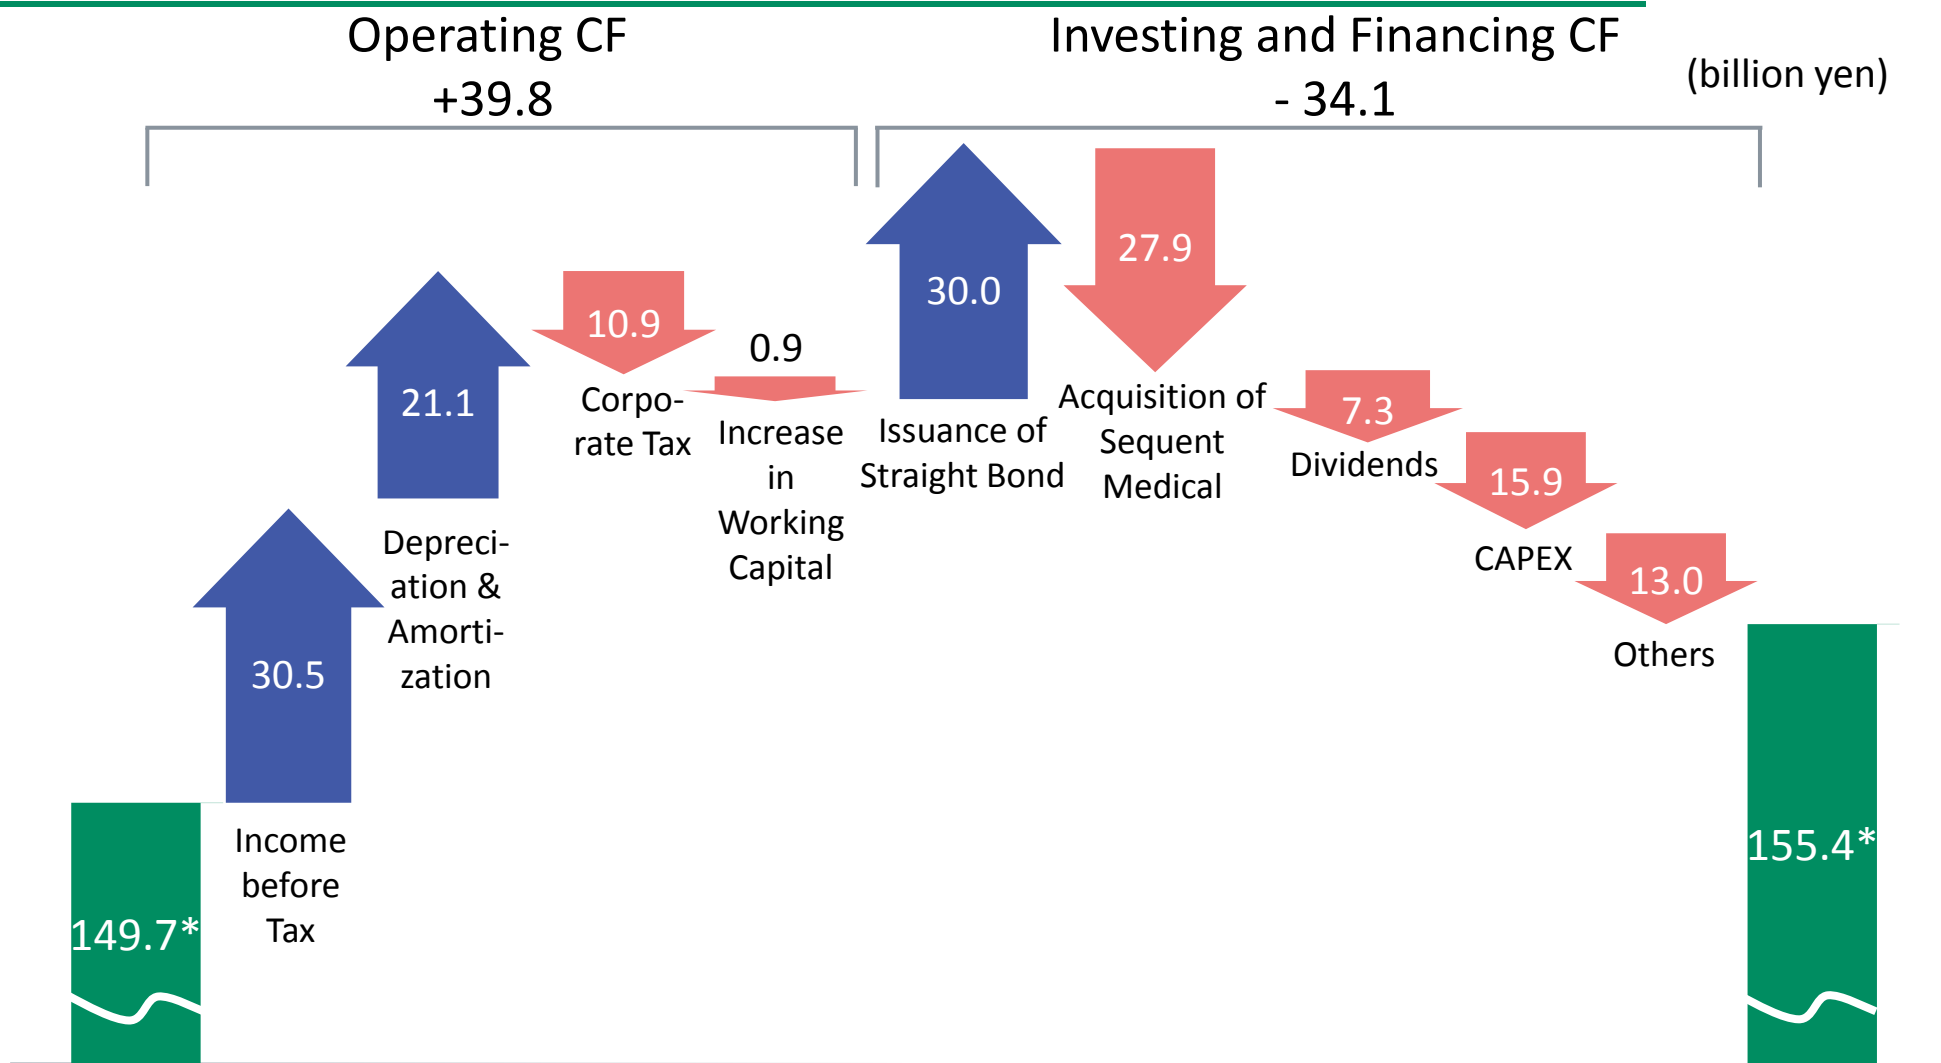 Operating CF
+39.8
Investing and Financing CF
- 34.1
(billion yen)
149.7*
30.5
Income
before
Tax
21.1
Depreci-
ation &
Amorti-
zation
10.9
Corpo-
rate Tax
0.9
Increase
in
Working
Capital
30.0
Issuance of
Straight Bond
27.9
Acquisition of
Sequent
Medical
7.3
Dividends
15.9
CAPEX
13.0
Others
155.4*